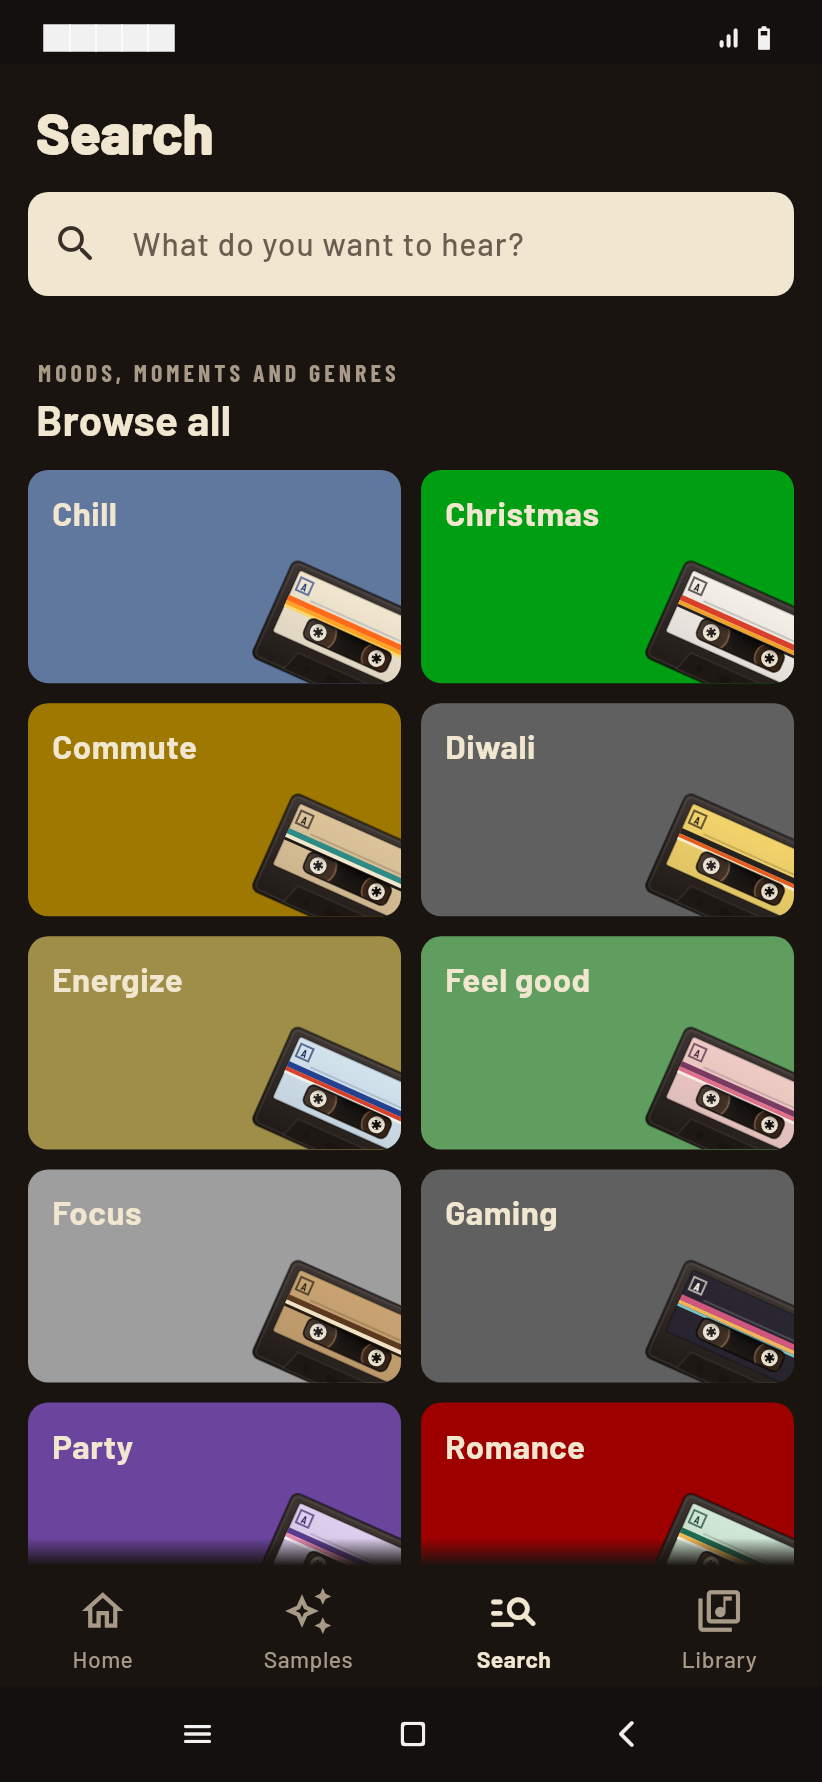 Search
What do you want to hear?
MOODS, MOMENTS AND GENRES
Browse all
Chill
A
Christmas
A
Commute
A
Diwali
A
Energize
A
Feel good
A
Focus
A
Gaming
A
Party
A
Romance
A
Home
Samples
Search
Library